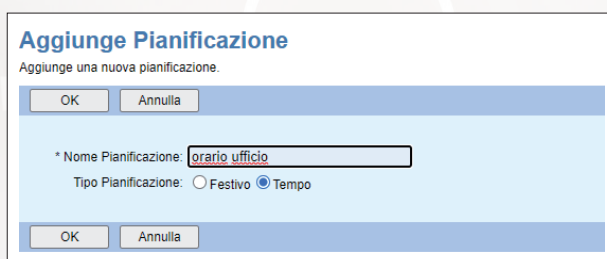 Aggiunge Pianificazione
Aggiunge una nuova pianificazione.
OK Annulla
* Nome Pianificazione: orario ufficio
Tipo Pianificazione: Festivo Tempo
OK Annulla